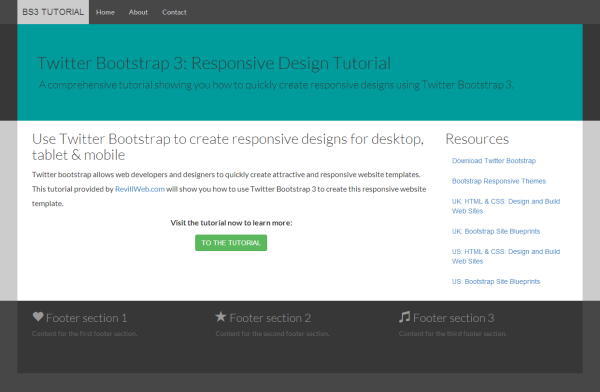 BS3 TUTORIAL Home About Contact
Twitter Bootstrap 3: Responsive Design Tutorial
A comprehensive tutorial showing you how to quickly create responsive designs using Twitter Bootstrap 3.
Use Twitter Bootstrap to create responsive designs for desktop,
tablet & mobile
Twitter bootstrap allows web developers and designers to quickly create attractive and responsive website templates.
This tutorial provided by RevillWeb.com will show you how to use Twitter Bootstrap 3 to create this responsive website
template.
Visit the tutorial now to learn more:
TO THE TUTORIAL
Resources
Download Twitter Bootstrap
Bootstrap Responsive Themes
UK: HTML & CSS: Design and Build
Web Sites
UK: Bootstrap Site Blueprints
US: HTML & CSS: Design and Build
Web Sites
US: Bootstrap Site Blueprints
Footer section 1
Content for the first footer section.
Footer section 2
Content for the second footer section.
Footer section 3
Content for the third footer section.